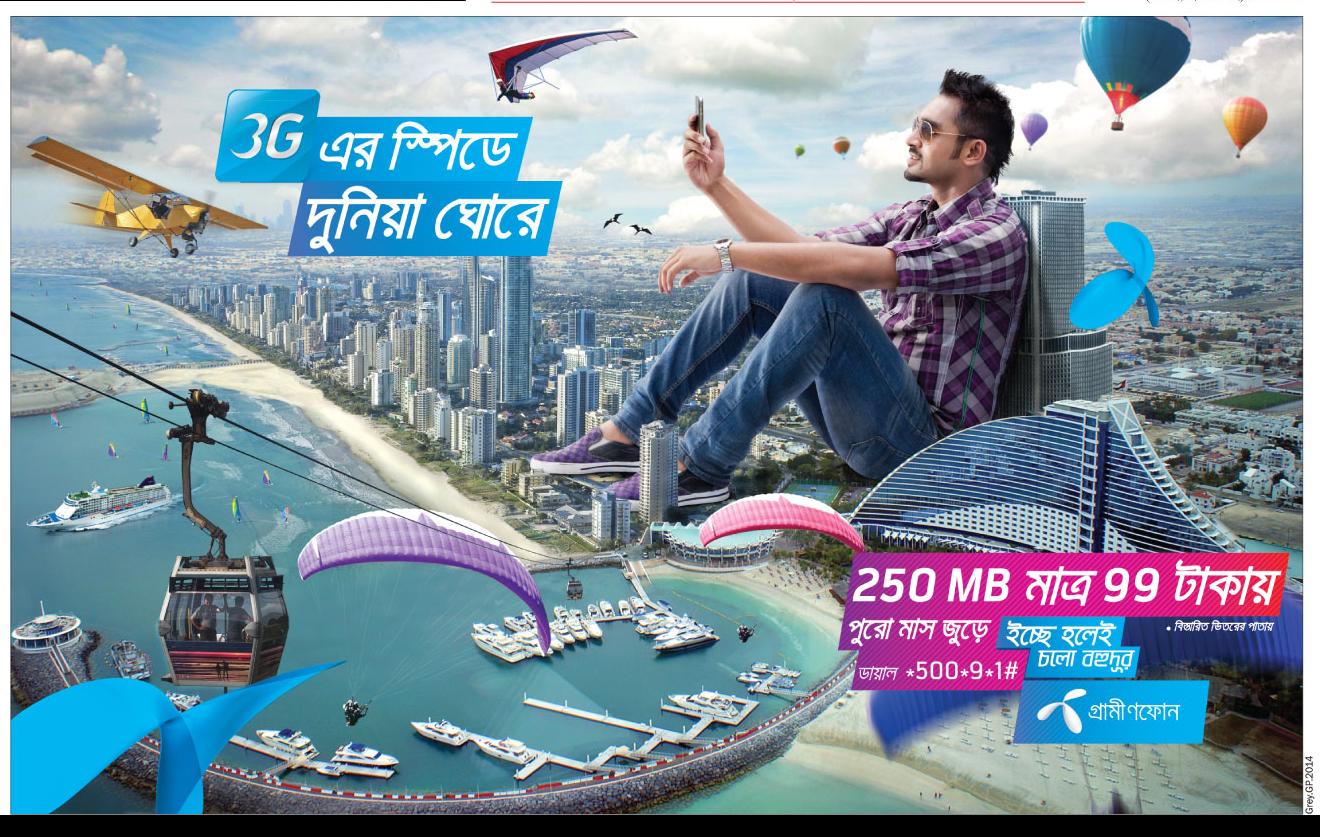 3G এর স্পিডে
দুনিয়া ঘোরে
250 MB মাত্র 99 টাকায়
পুরো মাস জুড়ে
• বিস্তারিত ভিতরের পাতায়
ডায়াল *500*9*1#
ইচ্ছে হলেই
চলো বহুদূর
গ্রামীণফোন
Grey.GP.2014